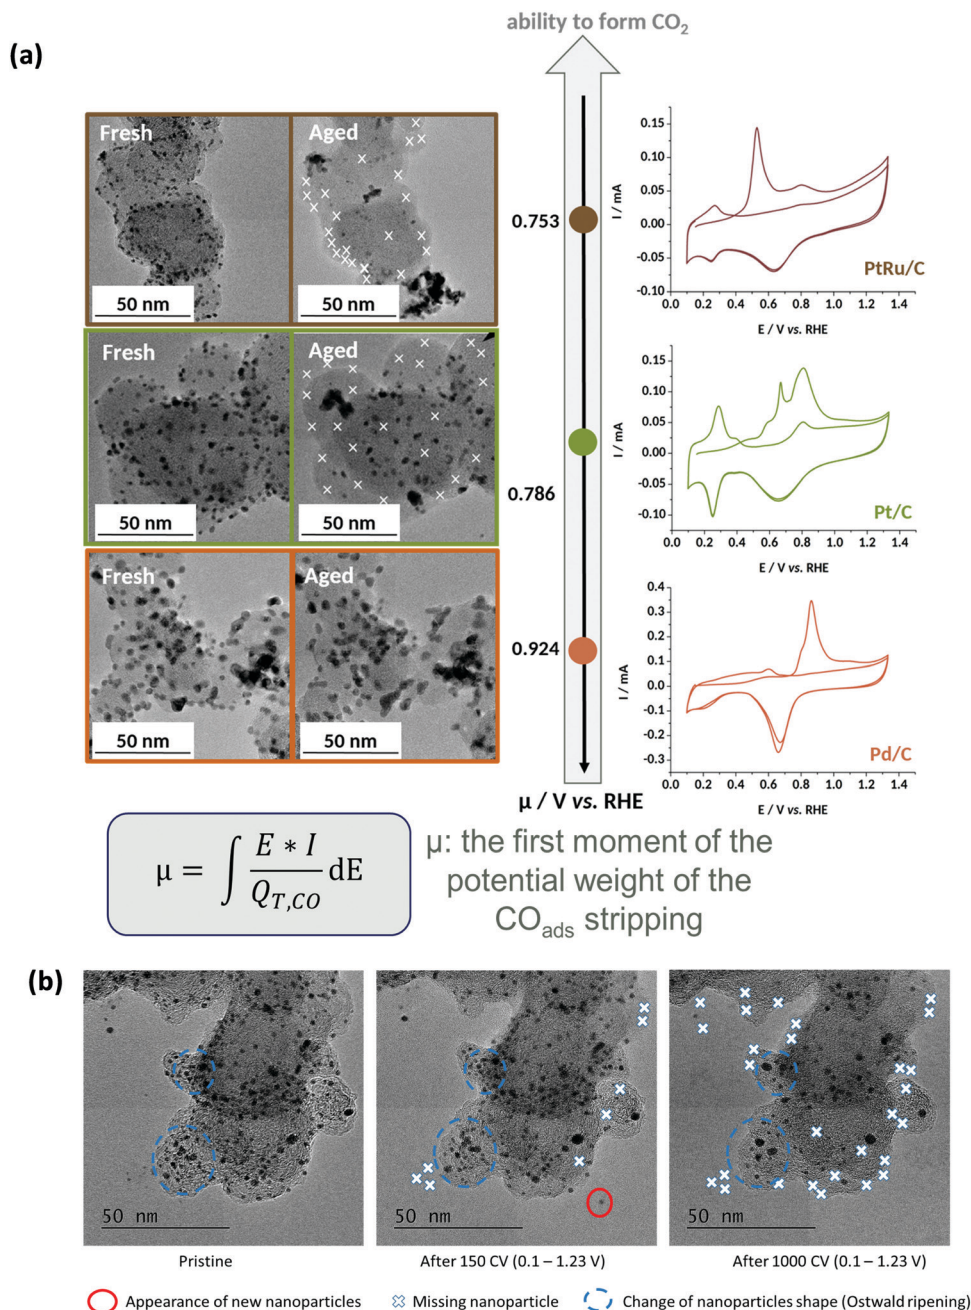 ability to form CO2
(a)
Fresh
Aged
50 nm
50 nm
0.753
0.15
0.10
0.05
0.00
-0.05
-0.10
I / mA
PtRu/C
0.0 0.2 0.4 0.6 0.8 1.0 1.2 1.4
E / V vs. RHE
Fresh
Aged
50 nm
50 nm
0.786
0.15
0.10
0.05
0.00
-0.05
-0.10
I / mA
Pt/C
0.0 0.2 0.4 0.6 0.8 1.0 1.2 1.4
E / V vs. RHE
Fresh
Aged
50 nm
50 nm
0.924
0.4
0.3
0.2
0.1
0.0
-0.1
-0.2
-0.3
I / mA
Pd/C
0.0 0.2 0.4 0.6 0.8 1.0 1.2 1.4
E / V vs. RHE
μ / V vs. RHE
μ = ∫ E * I / Q_T,CO dE
μ: the first moment of the
potential weight of the
COads stripping
(b)
50 nm
50 nm
50 nm
Pristine
After 150 CV (0.1 – 1.23 V)
After 1000 CV (0.1 – 1.23 V)
Appearance of new nanoparticles
Missing nanoparticle
Change of nanoparticles shape (Ostwald ripening)